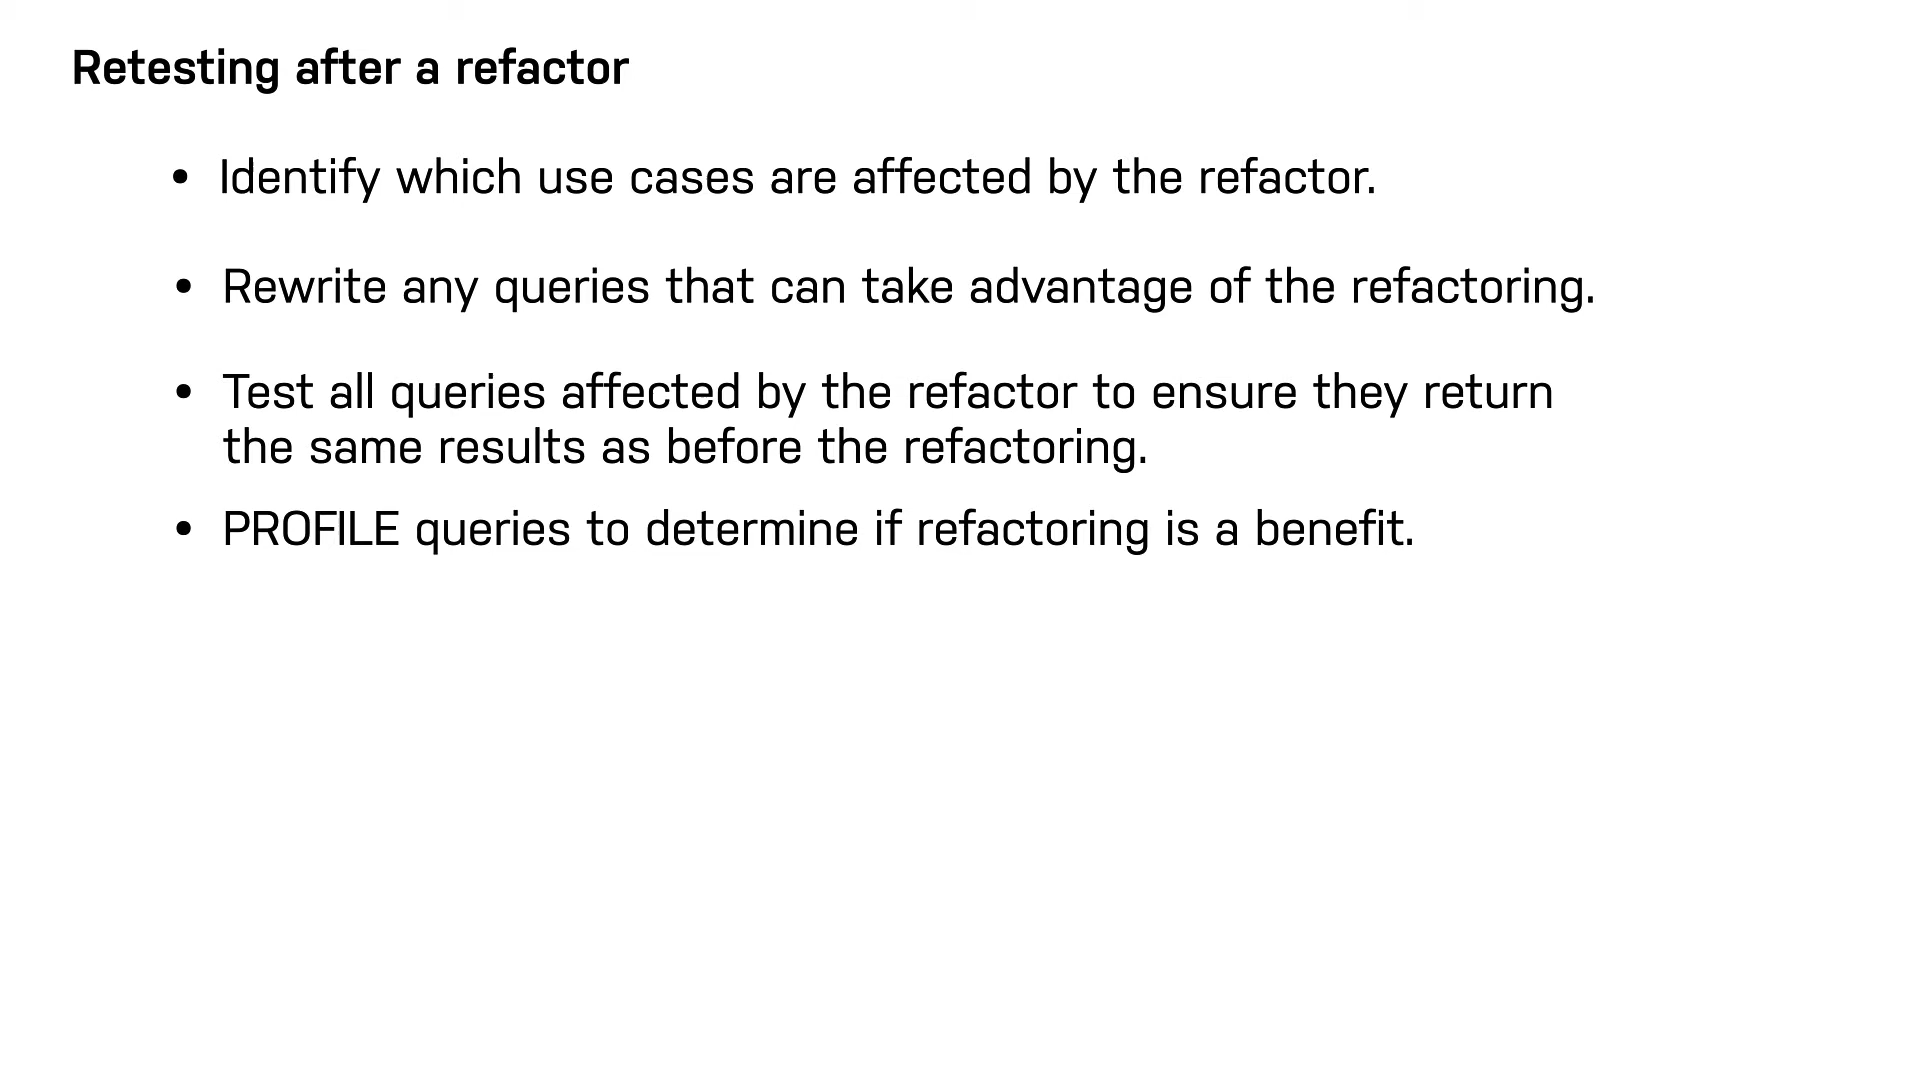 Retesting after a refactor
• Identify which use cases are affected by the refactor.
• Rewrite any queries that can take advantage of the refactoring.
• Test all queries affected by the refactor to ensure they return
the same results as before the refactoring.
• PROFILE queries to determine if refactoring is a benefit.